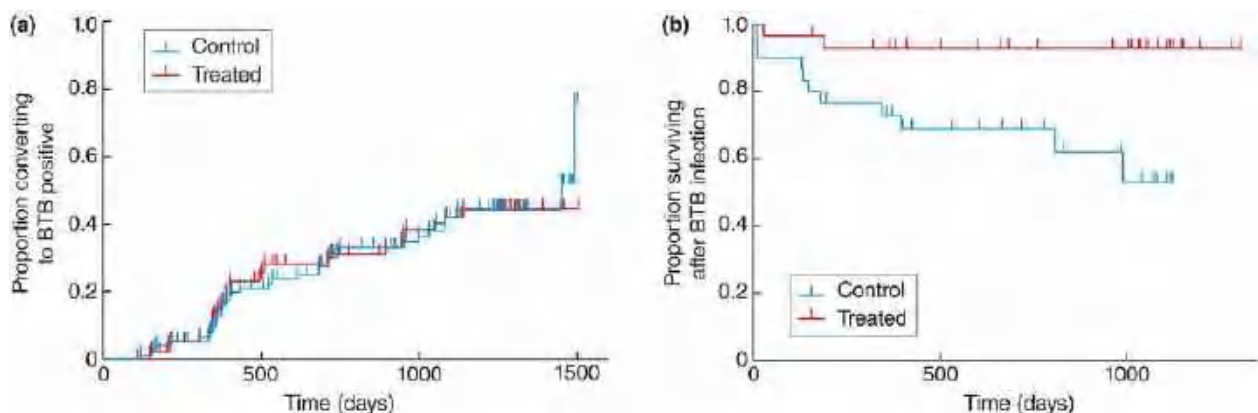 (a)
1.0
0.8
0.6
0.4
0.2
0
Proportion converting
to BTB positive
Control
Treated
0
500
1000
1500
Time (days)
(b)
1.0
0.8
0.6
0.4
0.2
0
Proportion surviving
after BTB infection
Control
Treated
0
500
1000
Time (days)